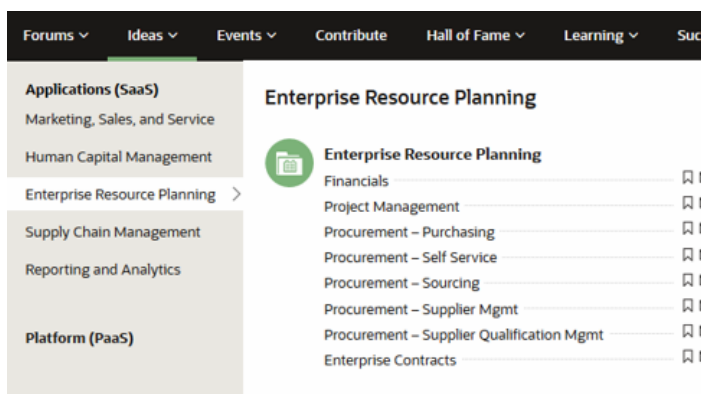 Forums Ideas Events Contribute Hall of Fame Learning
Applications (SaaS)
Marketing, Sales, and Service
Human Capital Management
Enterprise Resource Planning
Supply Chain Management
Reporting and Analytics
Platform (PaaS)
Enterprise Resource Planning
Enterprise Resource Planning
Financials
Project Management
Procurement – Purchasing
Procurement – Self Service
Procurement – Sourcing
Procurement – Supplier Mgmt
Procurement – Supplier Qualification Mgmt
Enterprise Contracts